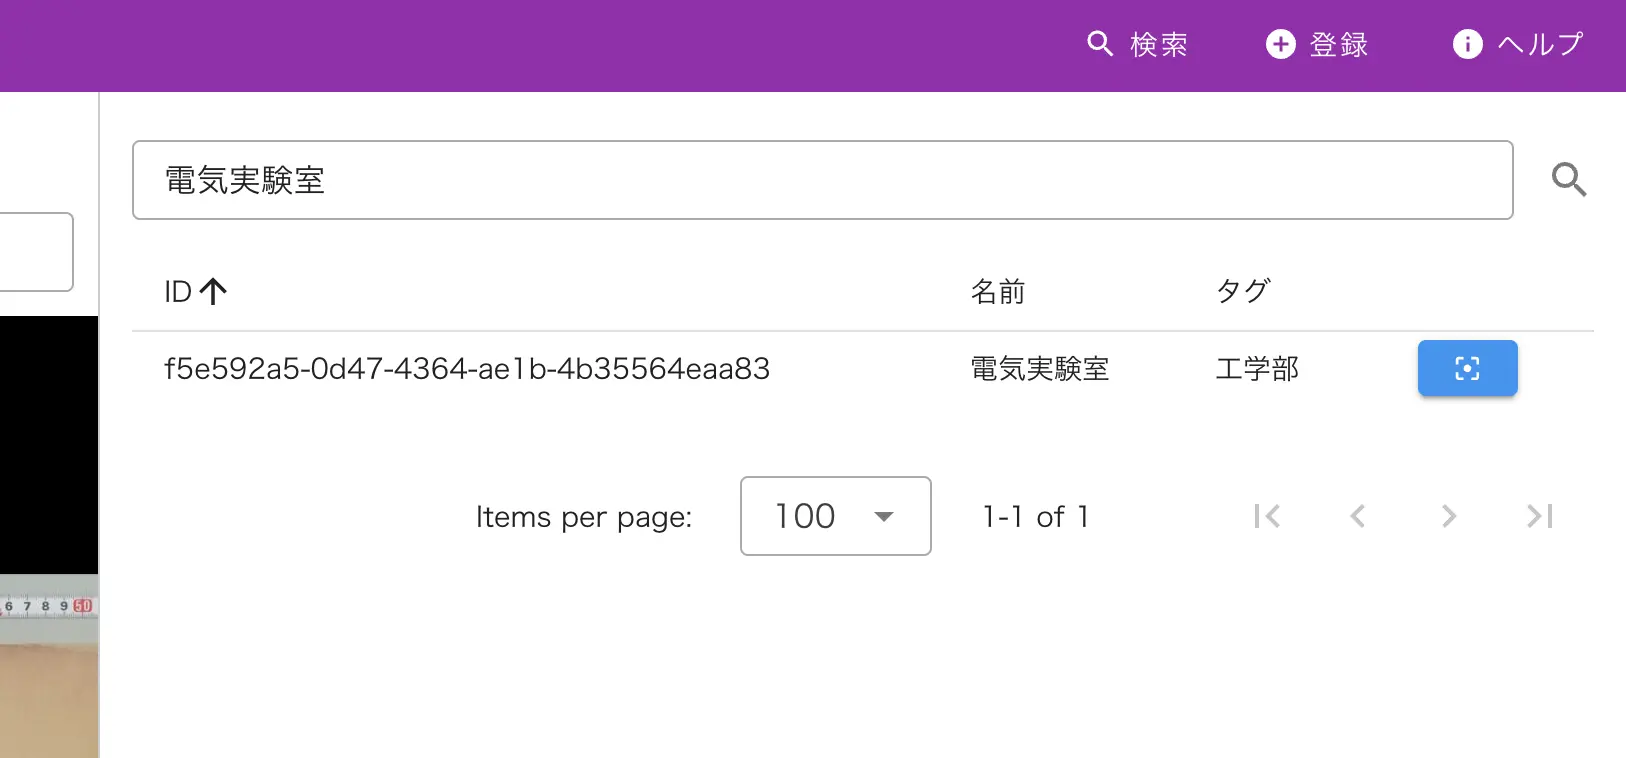 検索 登録 ヘルプ
電気実験室
ID 名前 タグ
f5e592a5-0d47-4364-ae1b-4b35564eaa83 電気実験室 工学部
Items per page: 100 1-1 of 1
6 7 8 9 50